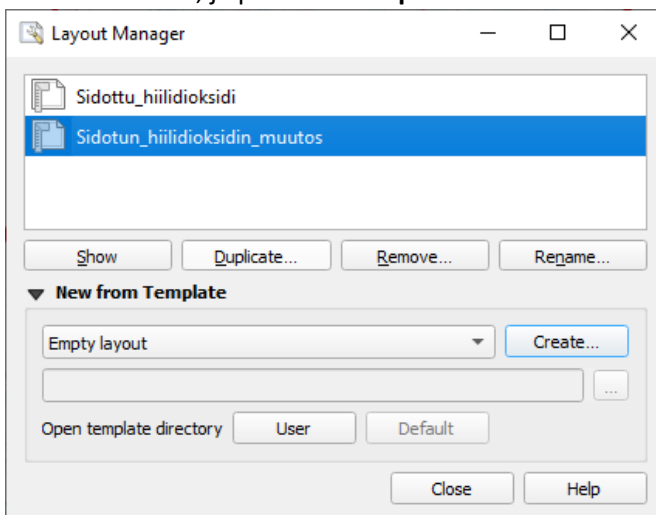 Layout Manager
Sidottu_hiilidioksidi
Sidotun_hiilidioksidin_muutos
Show Duplicate... Remove... Rename...
New from Template
Empty layout Create...
...
Open template directory User Default
Close Help